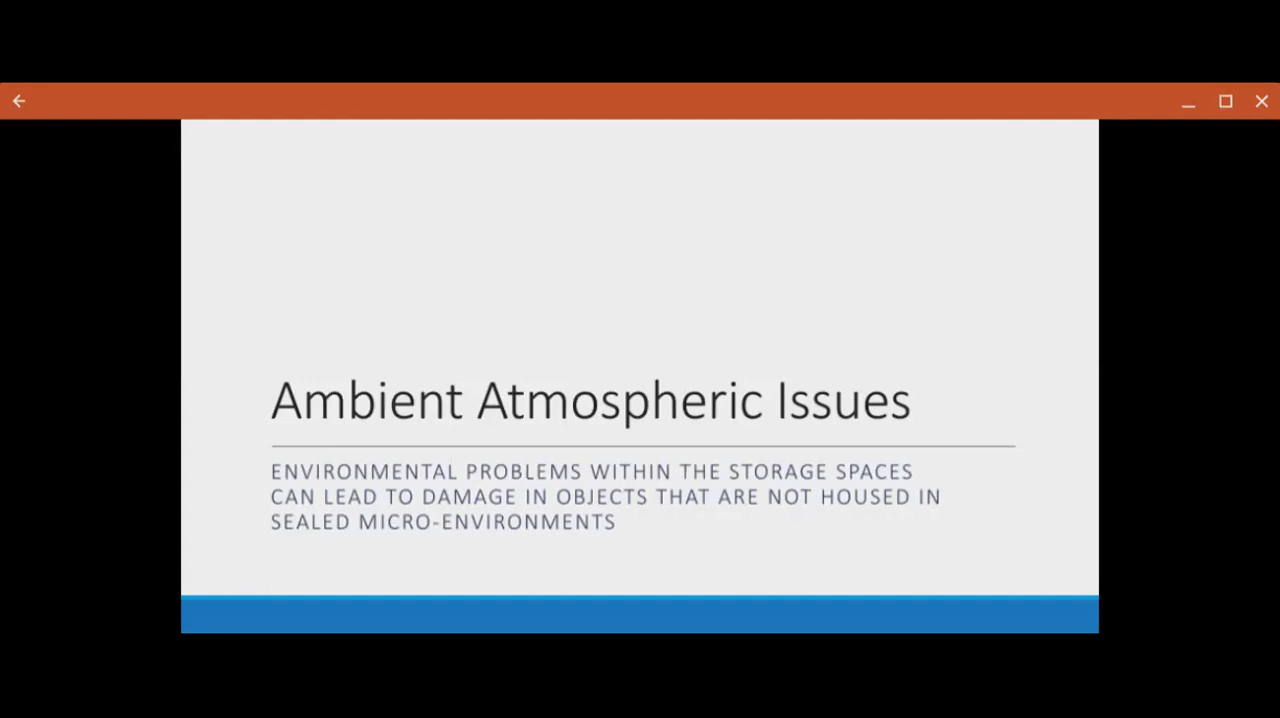 Ambient Atmospheric Issues
ENVIRONMENTAL PROBLEMS WITHIN THE STORAGE SPACES
CAN LEAD TO DAMAGE IN OBJECTS THAT ARE NOT HOUSED IN
SEALED MICRO-ENVIRONMENTS